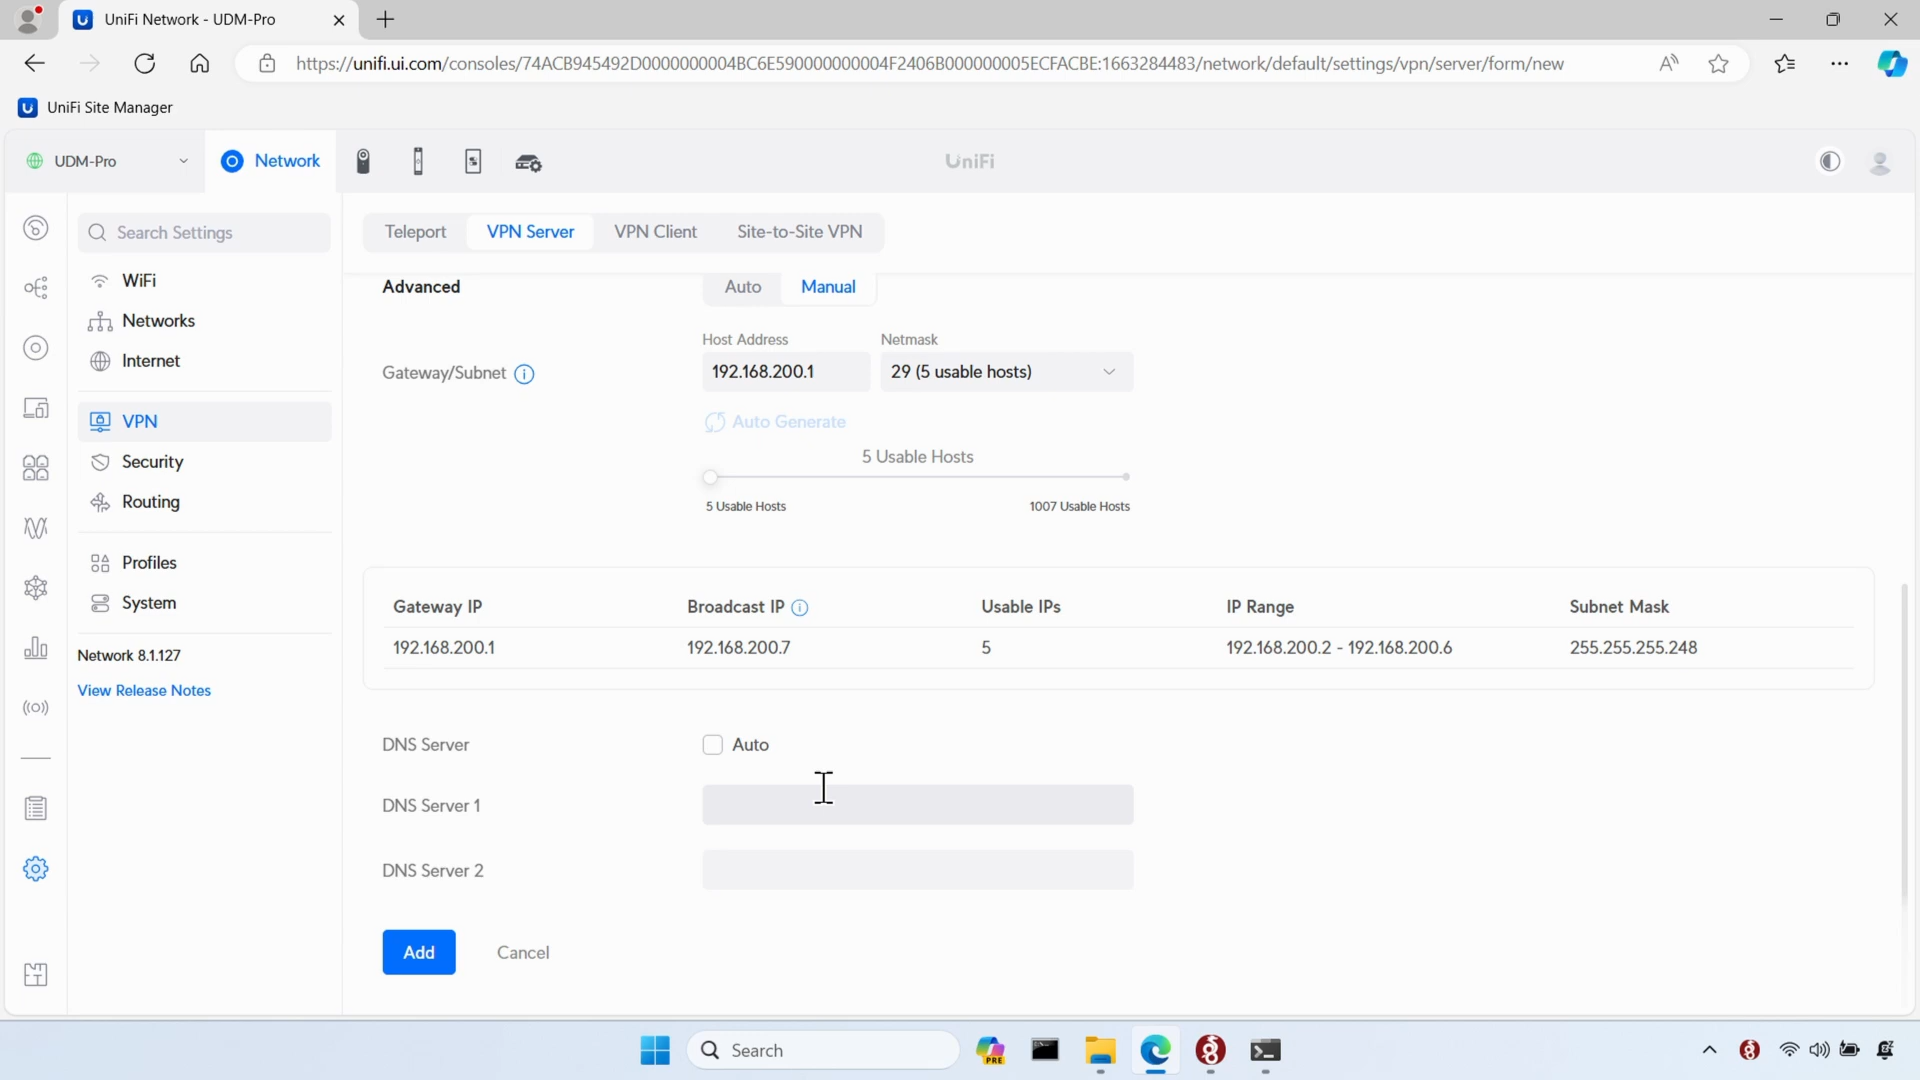 UniFi Network - UDM-Pro
https://unifi.ui.com/consoles/74ACB945492D0000000004BC6E590000000004F2406B000000005ECFACBE:1663284483/network/default/settings/vpn/server/form/new
UniFi Site Manager
UDM-Pro
Network
UniFi
Search Settings
WiFi
Networks
Internet
VPN
Security
Routing
Profiles
System
Network 8.1.127
View Release Notes
Teleport VPN Server VPN Client Site-to-Site VPN
Advanced Auto Manual
Host Address Netmask
Gateway/Subnet 192.168.200.1 29 (5 usable hosts)
Auto Generate
5 Usable Hosts
5 Usable Hosts 1007 Usable Hosts
Gateway IP Broadcast IP Usable IPs IP Range Subnet Mask
192.168.200.1 192.168.200.7 5 192.168.200.2 - 192.168.200.6 255.255.255.248
DNS Server Auto
DNS Server 1
DNS Server 2
Add Cancel
Search
PRE